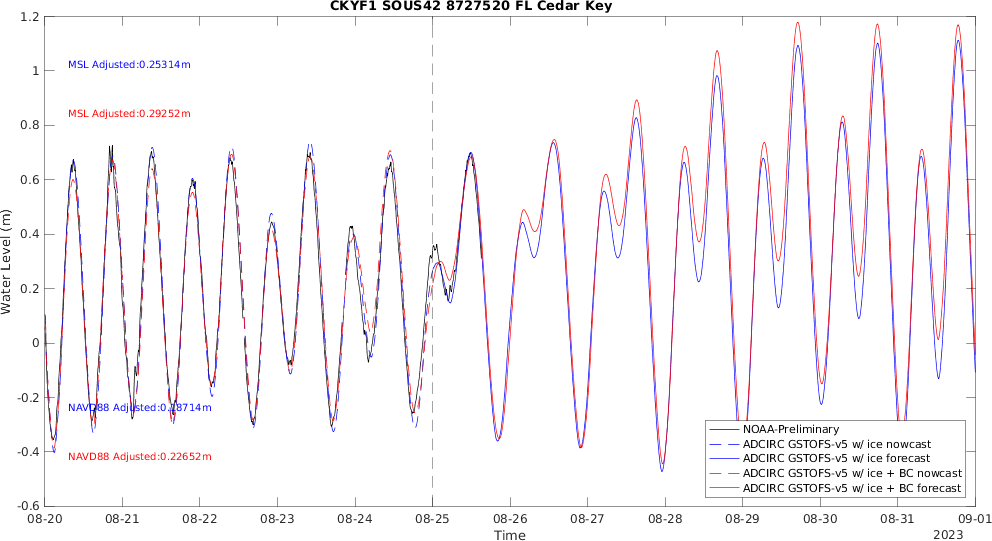 CKYF1 SOUS42 8727520 FL Cedar Key
1.2
1
0.8
0.6
0.4
0.2
0
-0.2
-0.4
-0.6
Water Level (m)
MSL Adjusted:0.25314m
MSL Adjusted:0.29252m
NAVD88 Adjusted:0.18714m
NAVD88 Adjusted:0.22652m
NOAA-Preliminary
ADCIRC GSTOFS-v5 w/ ice nowcast
ADCIRC GSTOFS-v5 w/ ice forecast
ADCIRC GSTOFS-v5 w/ ice + BC nowcast
ADCIRC GSTOFS-v5 w/ ice + BC forecast
08-20 08-21 08-22 08-23 08-24 08-25 08-26 08-27 08-28 08-29 08-30 08-31 09-01
Time
2023